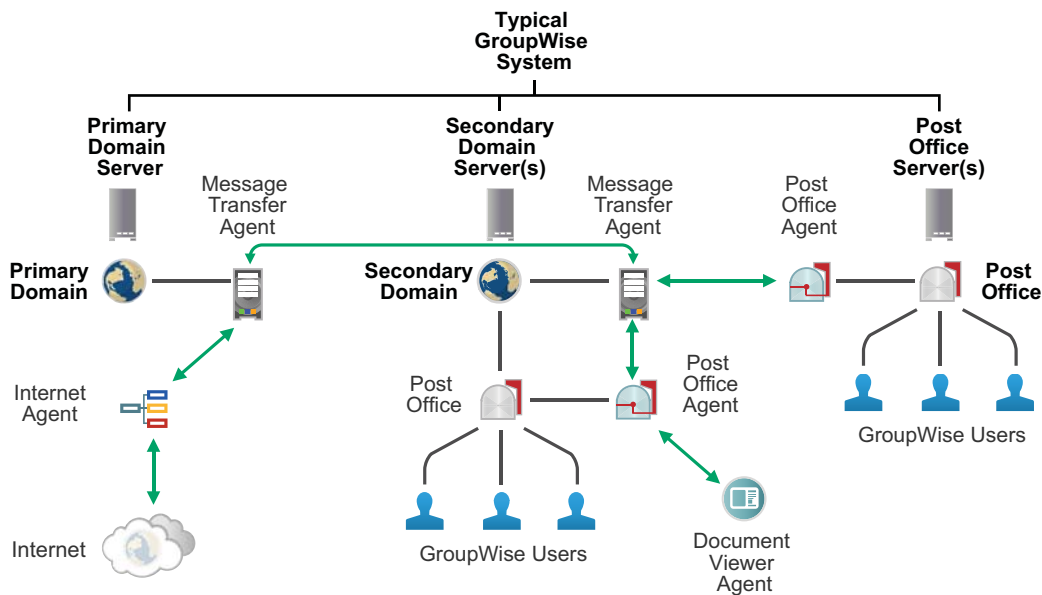 Typical
GroupWise
System
Primary
Domain
Server
Secondary
Domain
Server(s)
Post
Office
Server(s)
Message
Transfer
Agent
Message
Transfer
Agent
Post
Office
Agent
Primary
Domain
Secondary
Domain
Post
Office
Internet
Agent
Post
Office
Post
Office
Agent
GroupWise Users
Internet
GroupWise Users
Document
Viewer
Agent